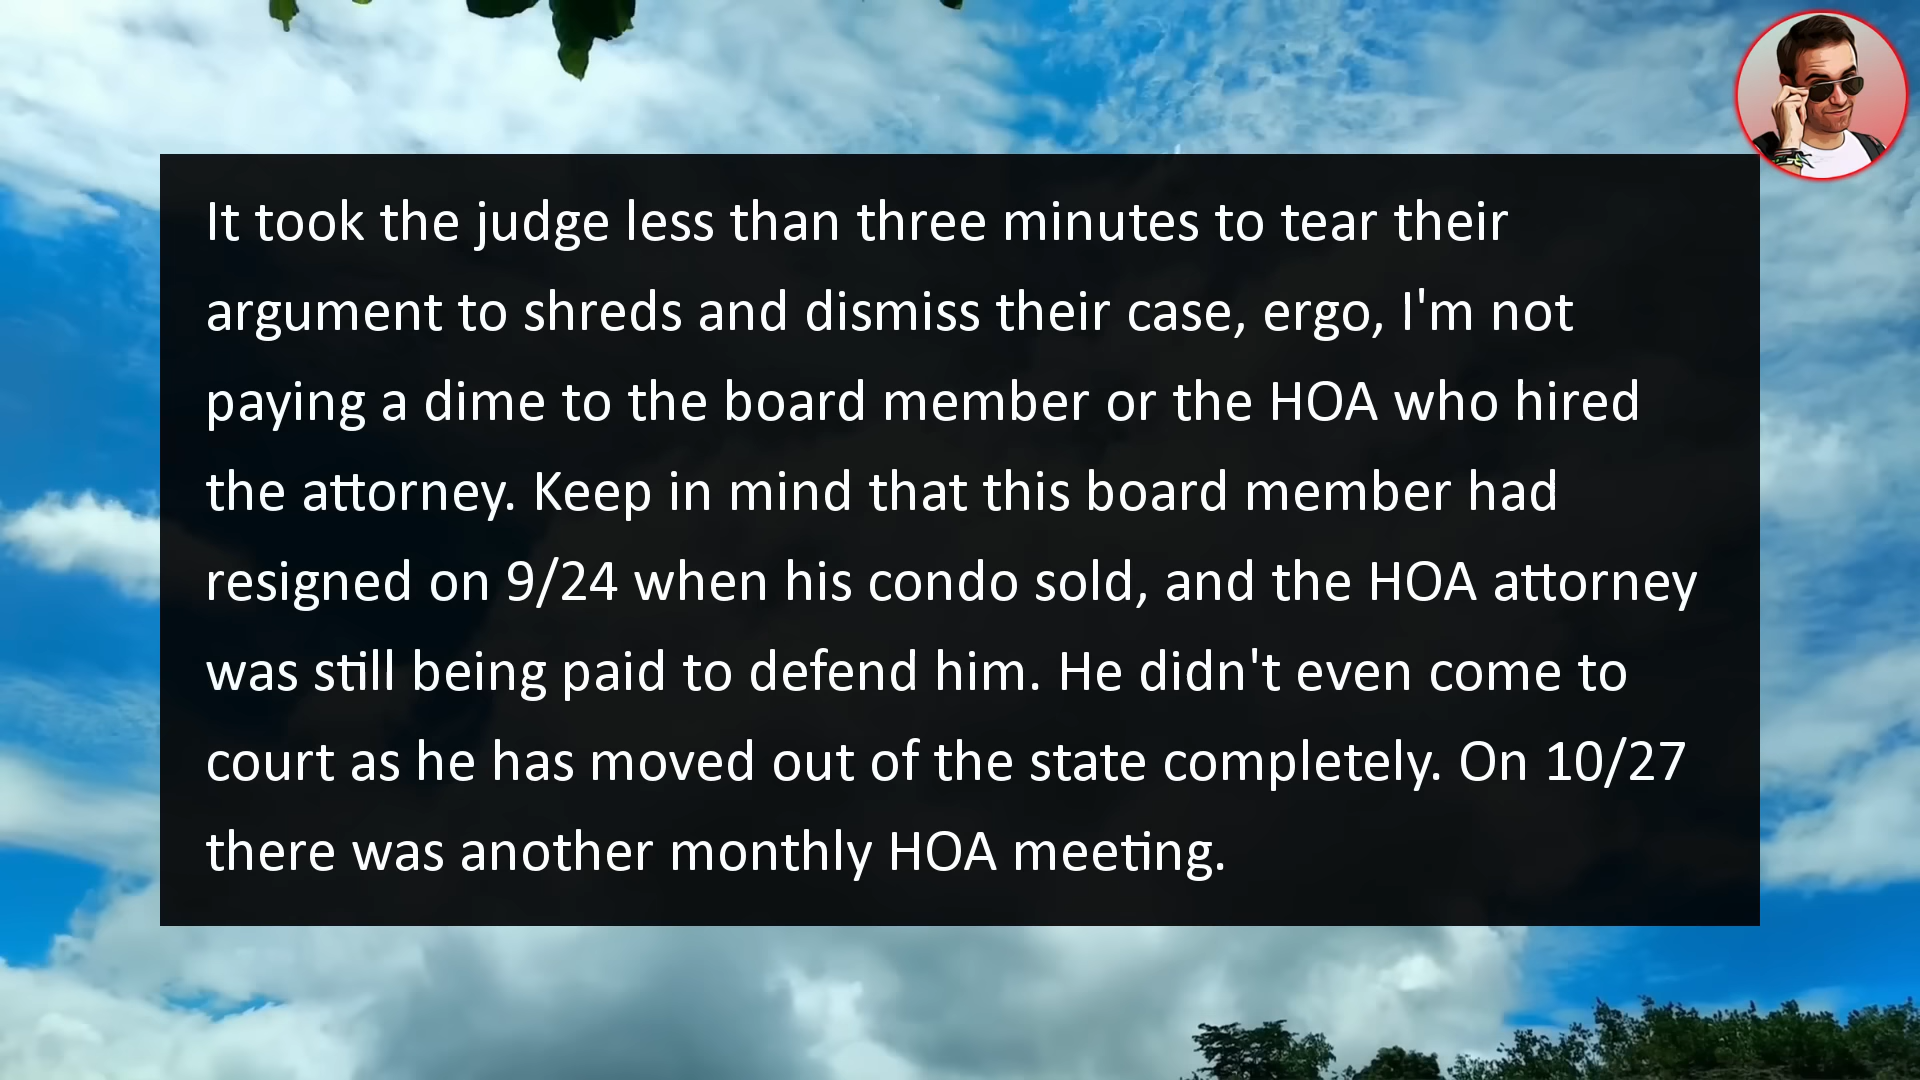 It took the judge less than three minutes to tear their
argument to shreds and dismiss their case, ergo, I'm not
paying a dime to the board member or the HOA who hired
the attorney. Keep in mind that this board member had
resigned on 9/24 when his condo sold, and the HOA attorney
was still being paid to defend him. He didn't even come to
court as he has moved out of the state completely. On 10/27
there was another monthly HOA meeting.